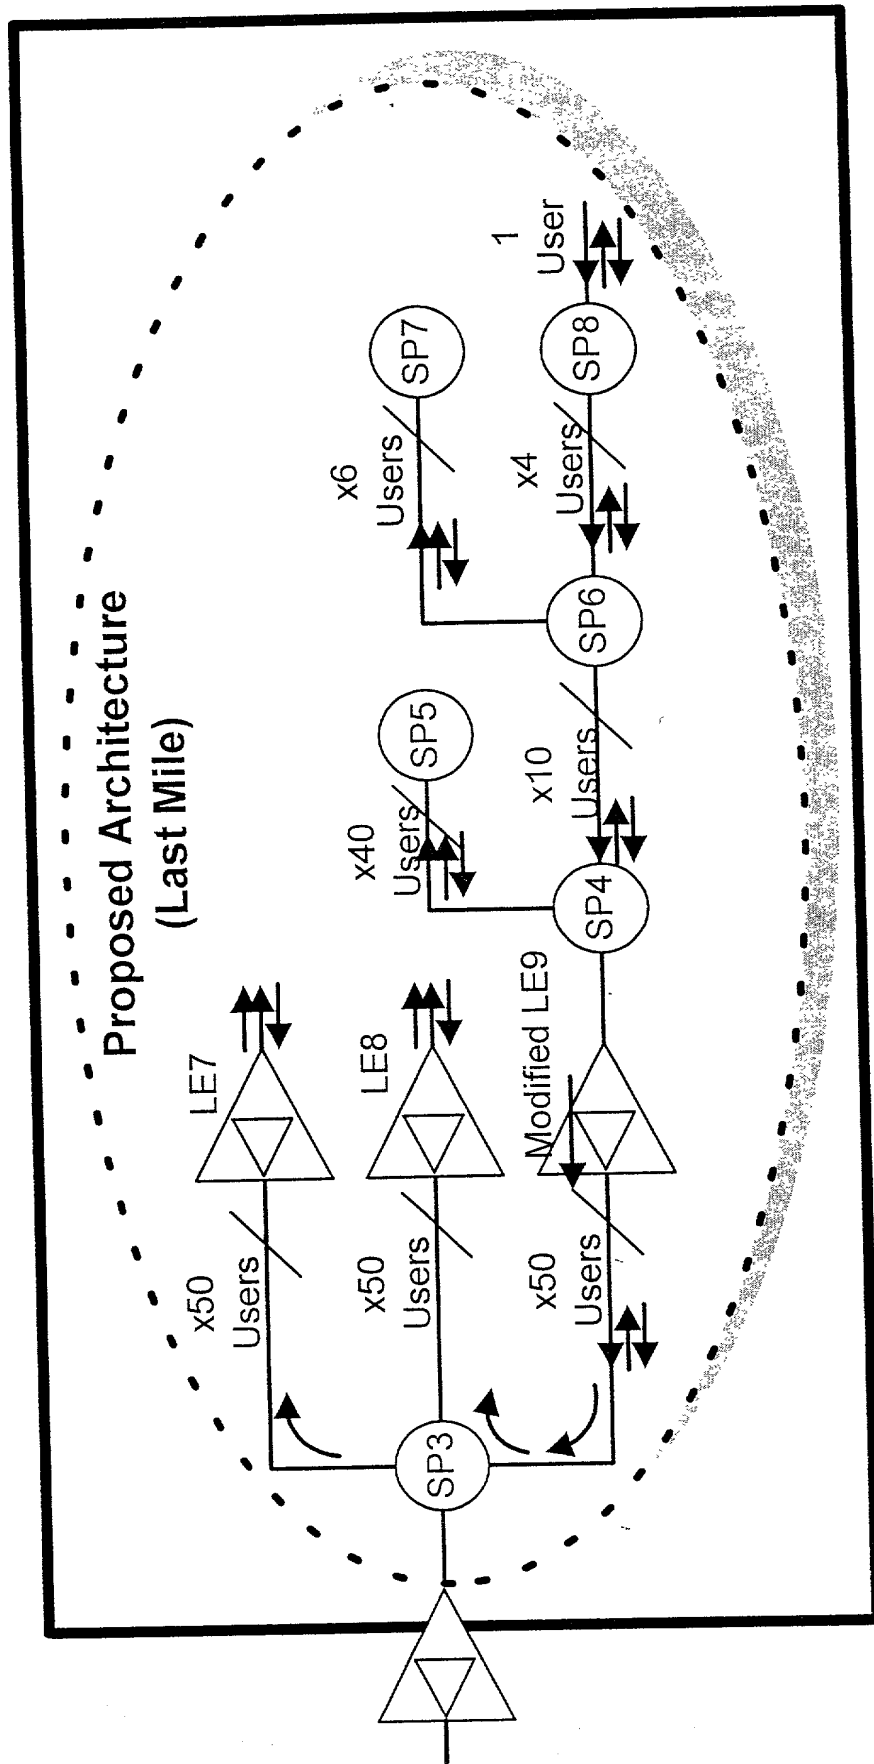 Proposed Architecture
(Last Mile)
x50
Users
LE7
x50
Users
LE8
SP3
x50
Users
Modified LE9
x40
Users
SP5
SP4
x10
Users
SP6
x6
Users
SP7
x4
Users
SP8
1
User